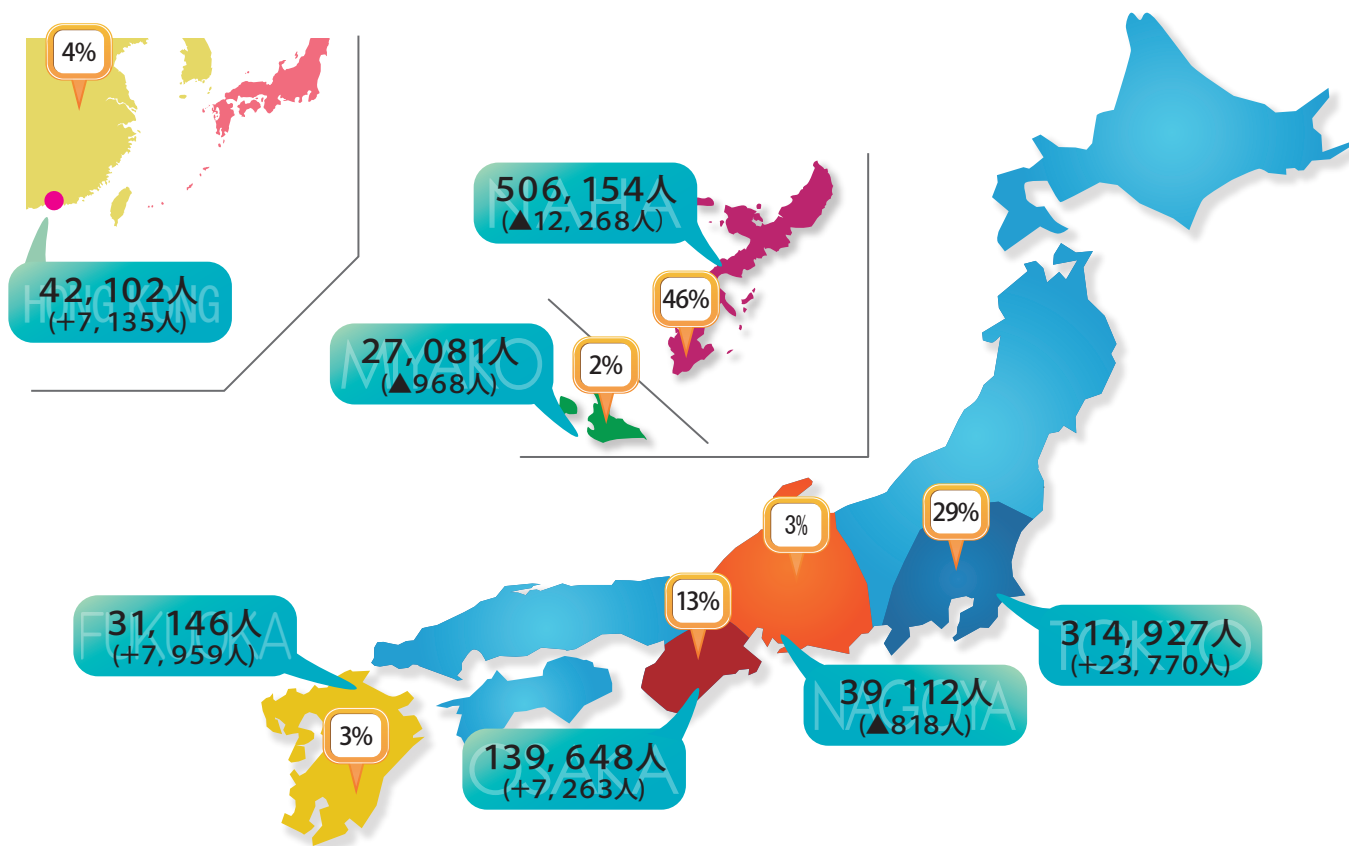 4%
HONG KONG
42,102人
(+7,135人)
NAHA
506,154人
(▲12,268人)
46%
MIYAKO
27,081人
(▲968人)
2%
3%
29%
13%
FUKUOKA
31,146人
(+7,959人)
3%
TOKYO
314,927人
(+23,770人)
NAGOYA
39,112人
(▲818人)
OSAKA
139,648人
(+7,263人)